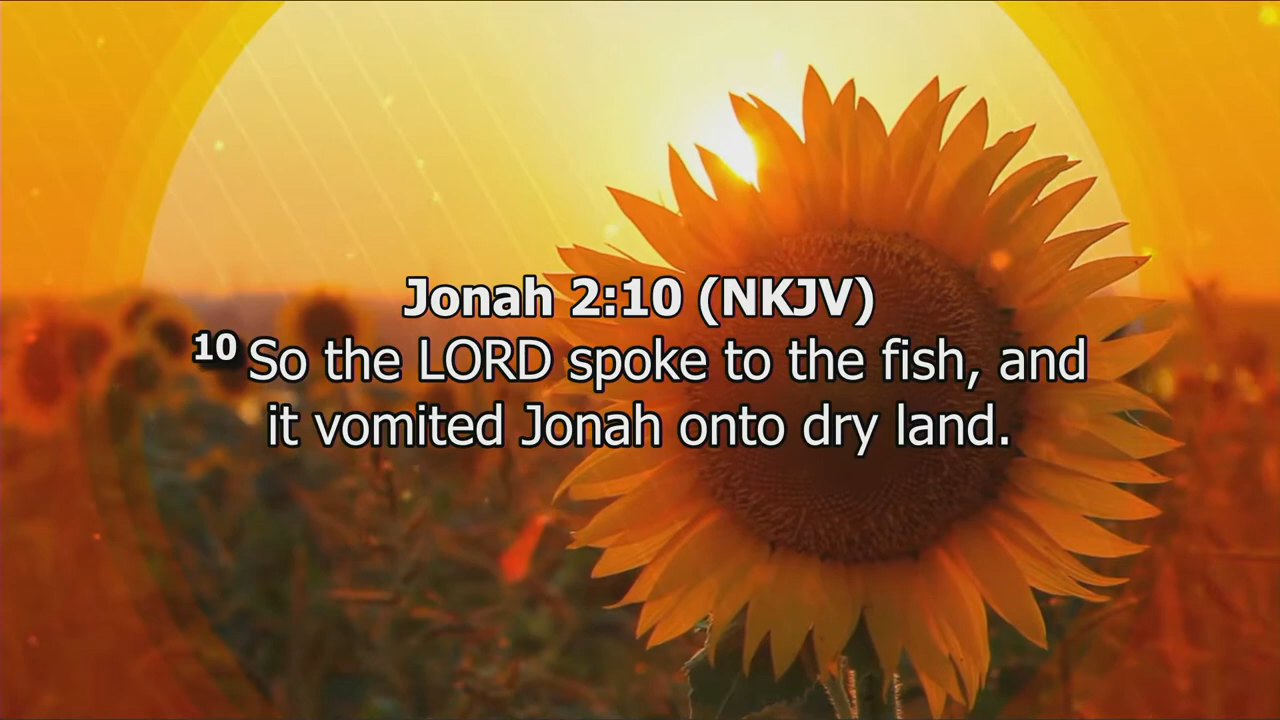 Jonah 2:10 (NKJV)
10 So the LORD spoke to the fish, and
it vomited Jonah onto dry land.